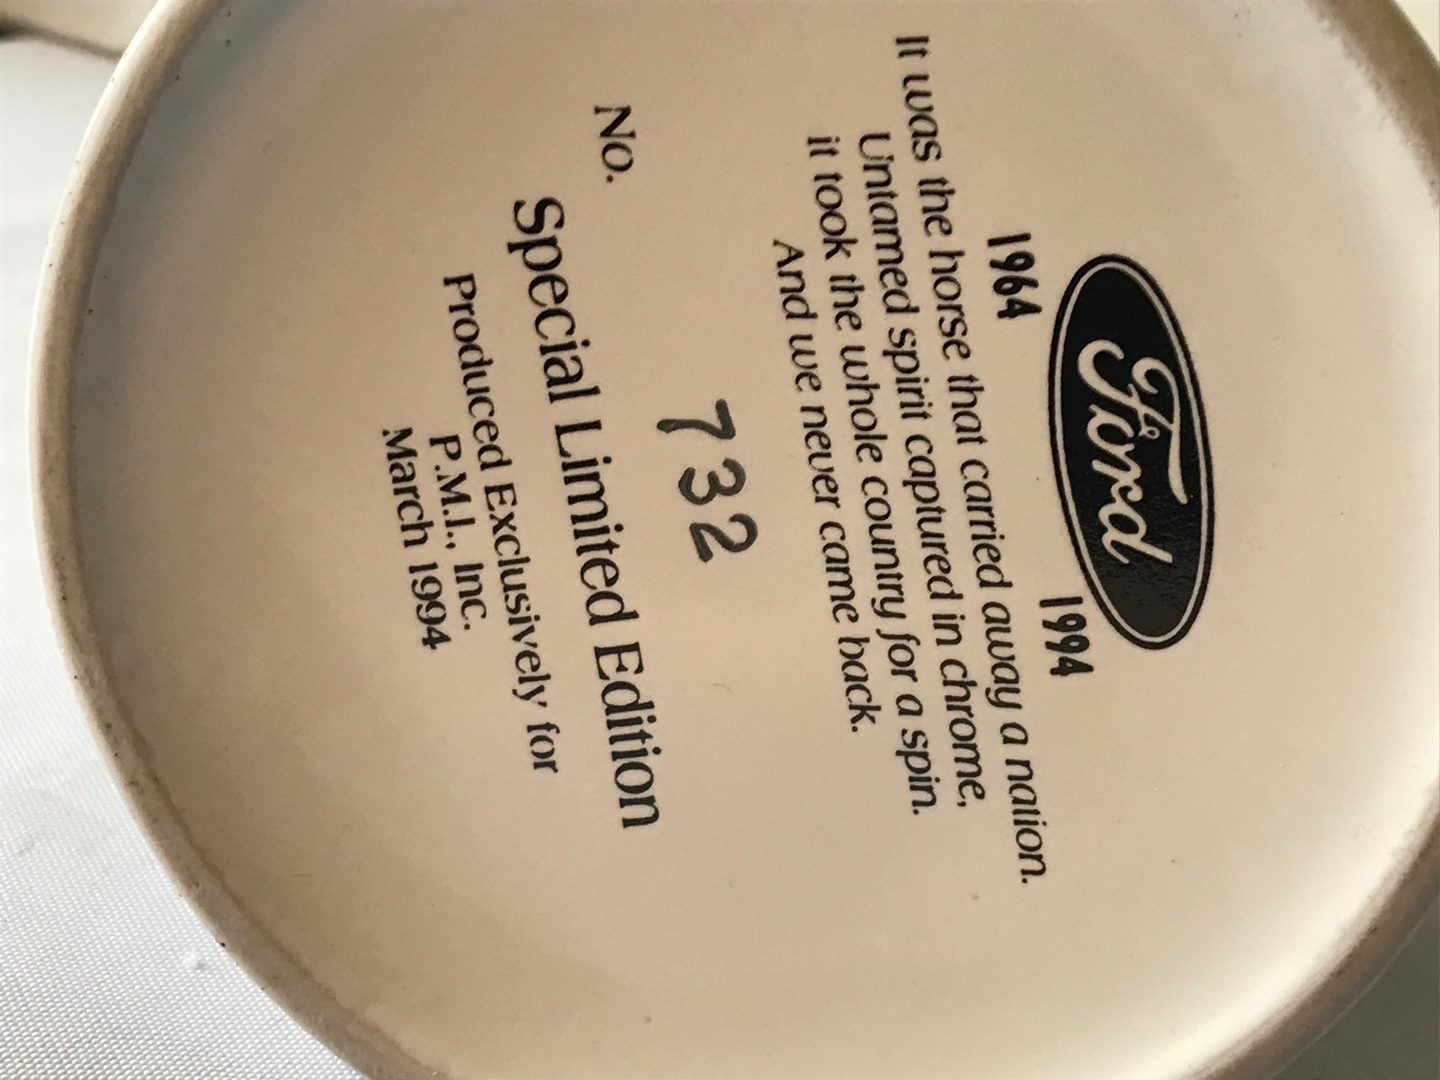 Ford
1964 1994
It was the horse that carried away a nation.
Untamed spirit captured in chrome,
it took the whole country for a spin.
And we never came back.
No. 732
Special Limited Edition
Produced Exclusively for
P.M.I., Inc.
March 1994